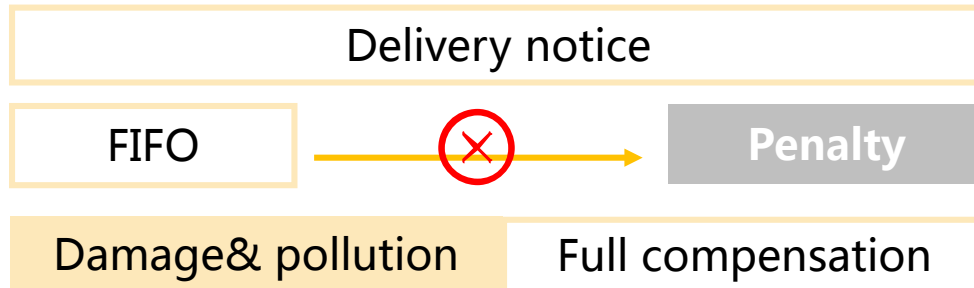 Delivery notice
FIFO
Penalty
Damage& pollution
Full compensation